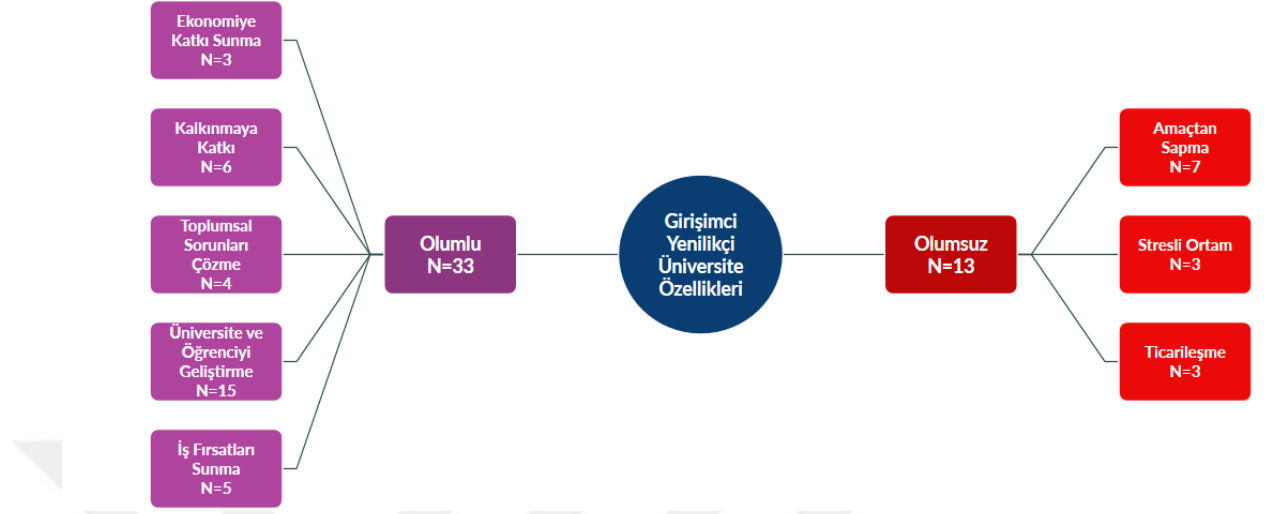 Ekonomiye
Katkı Sunma
N=3
Kalkınmaya
Katkı
N=6
Toplumsal
Sorunları
Çözme
N=4
Üniversite ve
Öğrenciyi
Geliştirme
N=15
İş Fırsatları
Sunma
N=5
Olumlu
N=33
Girişimci
Yenilikçi
Üniversite
Özellikleri
Olumsuz
N=13
Amaçtan
Sapma
N=7
Stresli Ortam
N=3
Ticarileşme
N=3